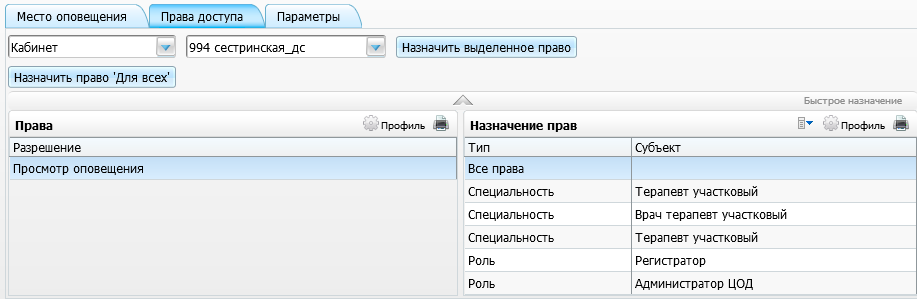 Место оповещения Права доступа Параметры
Кабинет 994 сестринская_дс Назначить выделенное право
Назначить право 'Для всех'
Быстрое назначение
Права Профиль
Разрешение
Просмотр оповещения
Назначение прав Профиль
Тип Субъект
Все права
Специальность Терапевт участковый
Специальность Врач терапевт участковый
Специальность Терапевт участковый
Роль Регистратор
Роль Администратор ЦОД